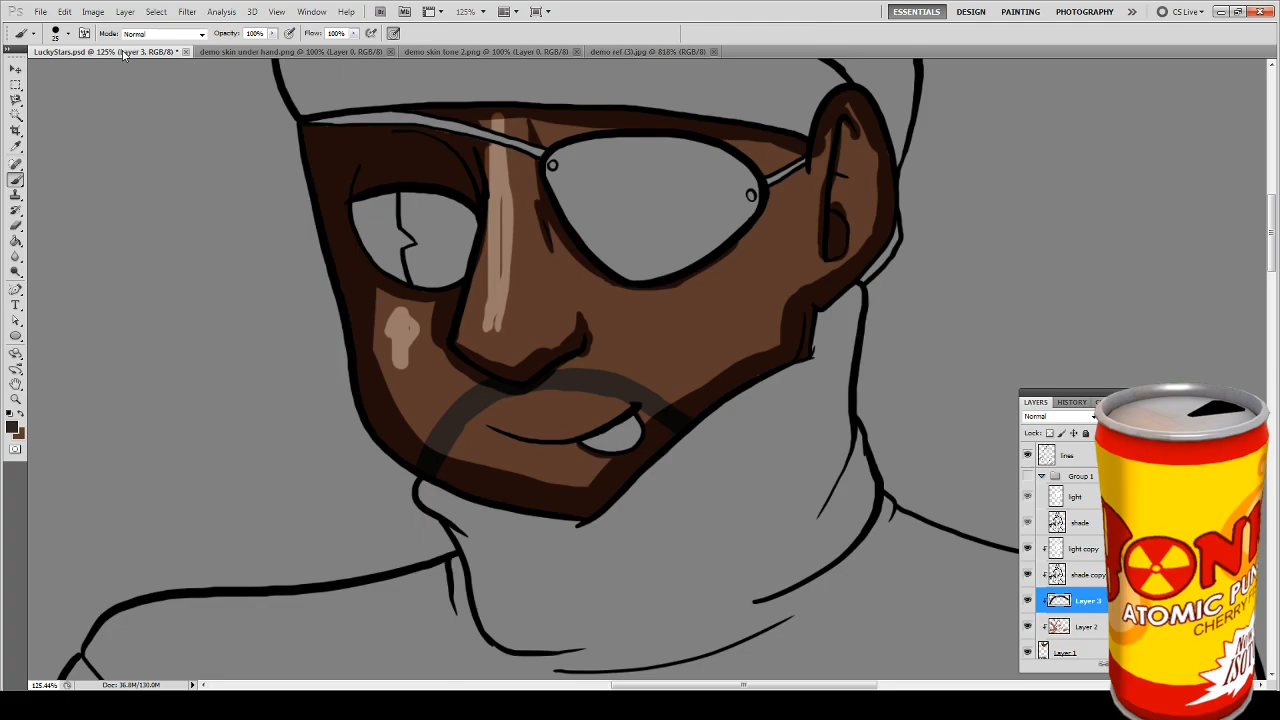 Ps File Edit Image Layer Select Filter Analysis 3D View Window Help Br Mb 125% ESSENTIALS DESIGN PAINTING PHOTOGRAPHY CS Live
25 Mode: Normal Opacity: 100% Flow: 100%
LuckyStars.psd @ 125% (Layer 3, RGB/8) * demo skin under hand.png @ 100% (Layer 0, RGB/8) demo skin tone 2.png @ 100% (Layer 0, RGB/8) demo ref (3).jpg @ 818% (RGB/8)
LAYERS HISTORY
Normal
Lock:
lines
Group 1
light
shade
light copy
shade copy
Layer 3
Layer 2
Layer 1
ATOMIC
CHERRY
125.44% Doc: 36.8M/130.0M